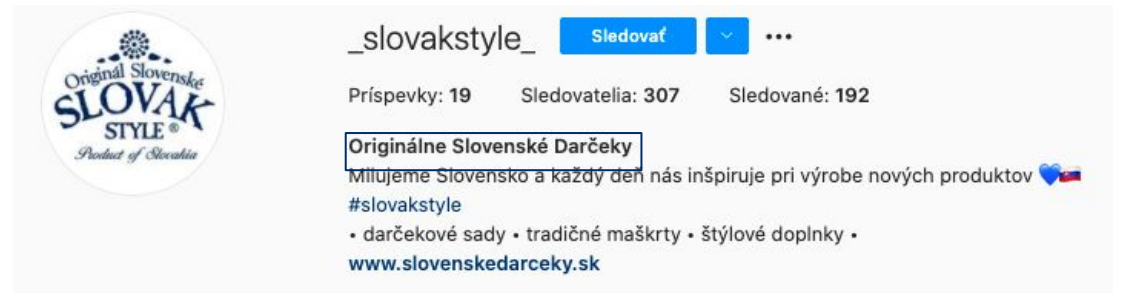 Originál Slovenské
SLOVAK
STYLE ®
Product of Slovakia
_slovakstyle_
Sledovať
Príspevky: 19 Sledovatelia: 307 Sledované: 192
Originálne Slovenské Darčeky
Milujeme Slovensko a každý deň nás inšpiruje pri výrobe nových produktov 💙🇸🇰
#slovakstyle
• darčekové sady • tradičné maškrty • štýlové doplnky •
www.slovenskedarceky.sk